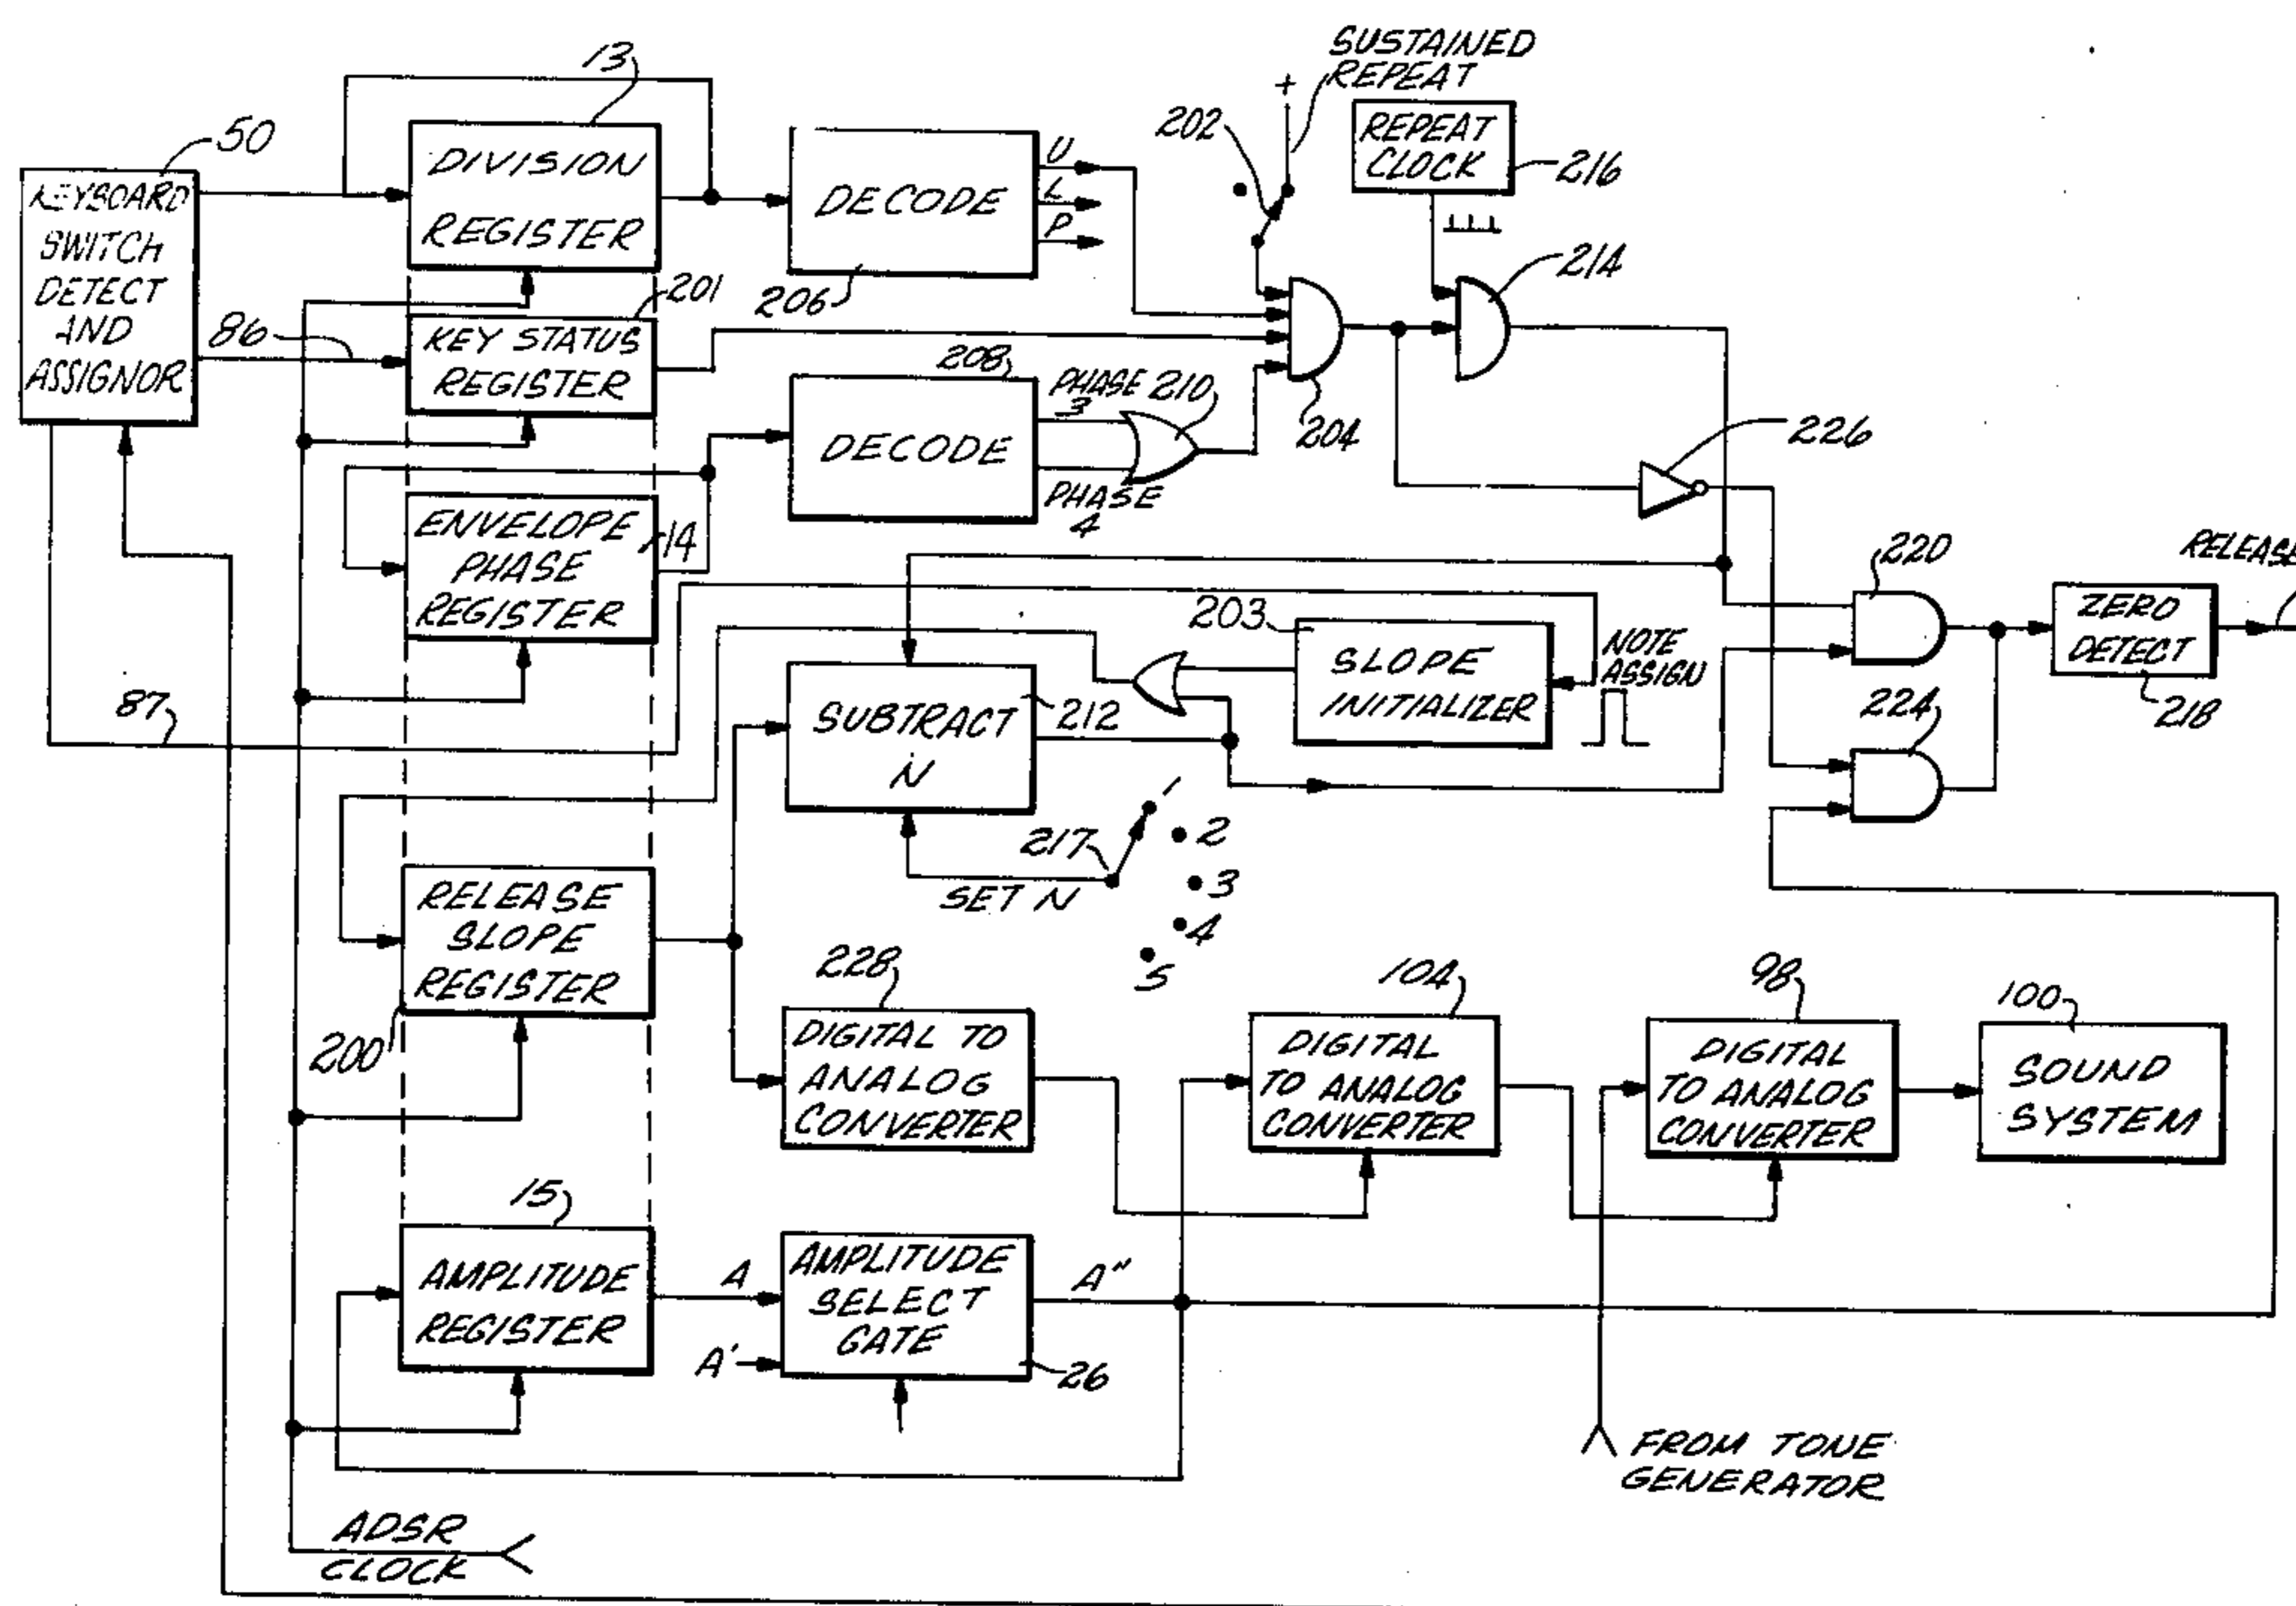 SUSTAINED
REPEAT
+
13
50
202
REPEAT
CLOCK
216
KEYBOARD
SWITCH
DETECT
AND
ASSIGNOR
DIVISION
REGISTER
DECODE
U
L
P
206
214
201
86
KEY STATUS
REGISTER
208
PHASE
3
210
DECODE
PHASE
4
204
226
ENVELOPE
PHASE
REGISTER
14
220
ZERO
DETECT
218
203
SLOPE
INITIALIZER
NOTE
ASSIGN
87
SUBTRACT
N
212
224
217
1
2
3
4
5
SET N
RELEASE
SLOPE
REGISTER
200
228
DIGITAL TO
ANALOG
CONVERTER
104
DIGITAL
TO ANALOG
CONVERTER
98
DIGITAL
TO ANALOG
CONVERTER
100
SOUND
SYSTEM
15
AMPLITUDE
REGISTER
A
A'
AMPLITUDE
SELECT
GATE
26
A"
FROM TONE
GENERATOR
ADSR
CLOCK